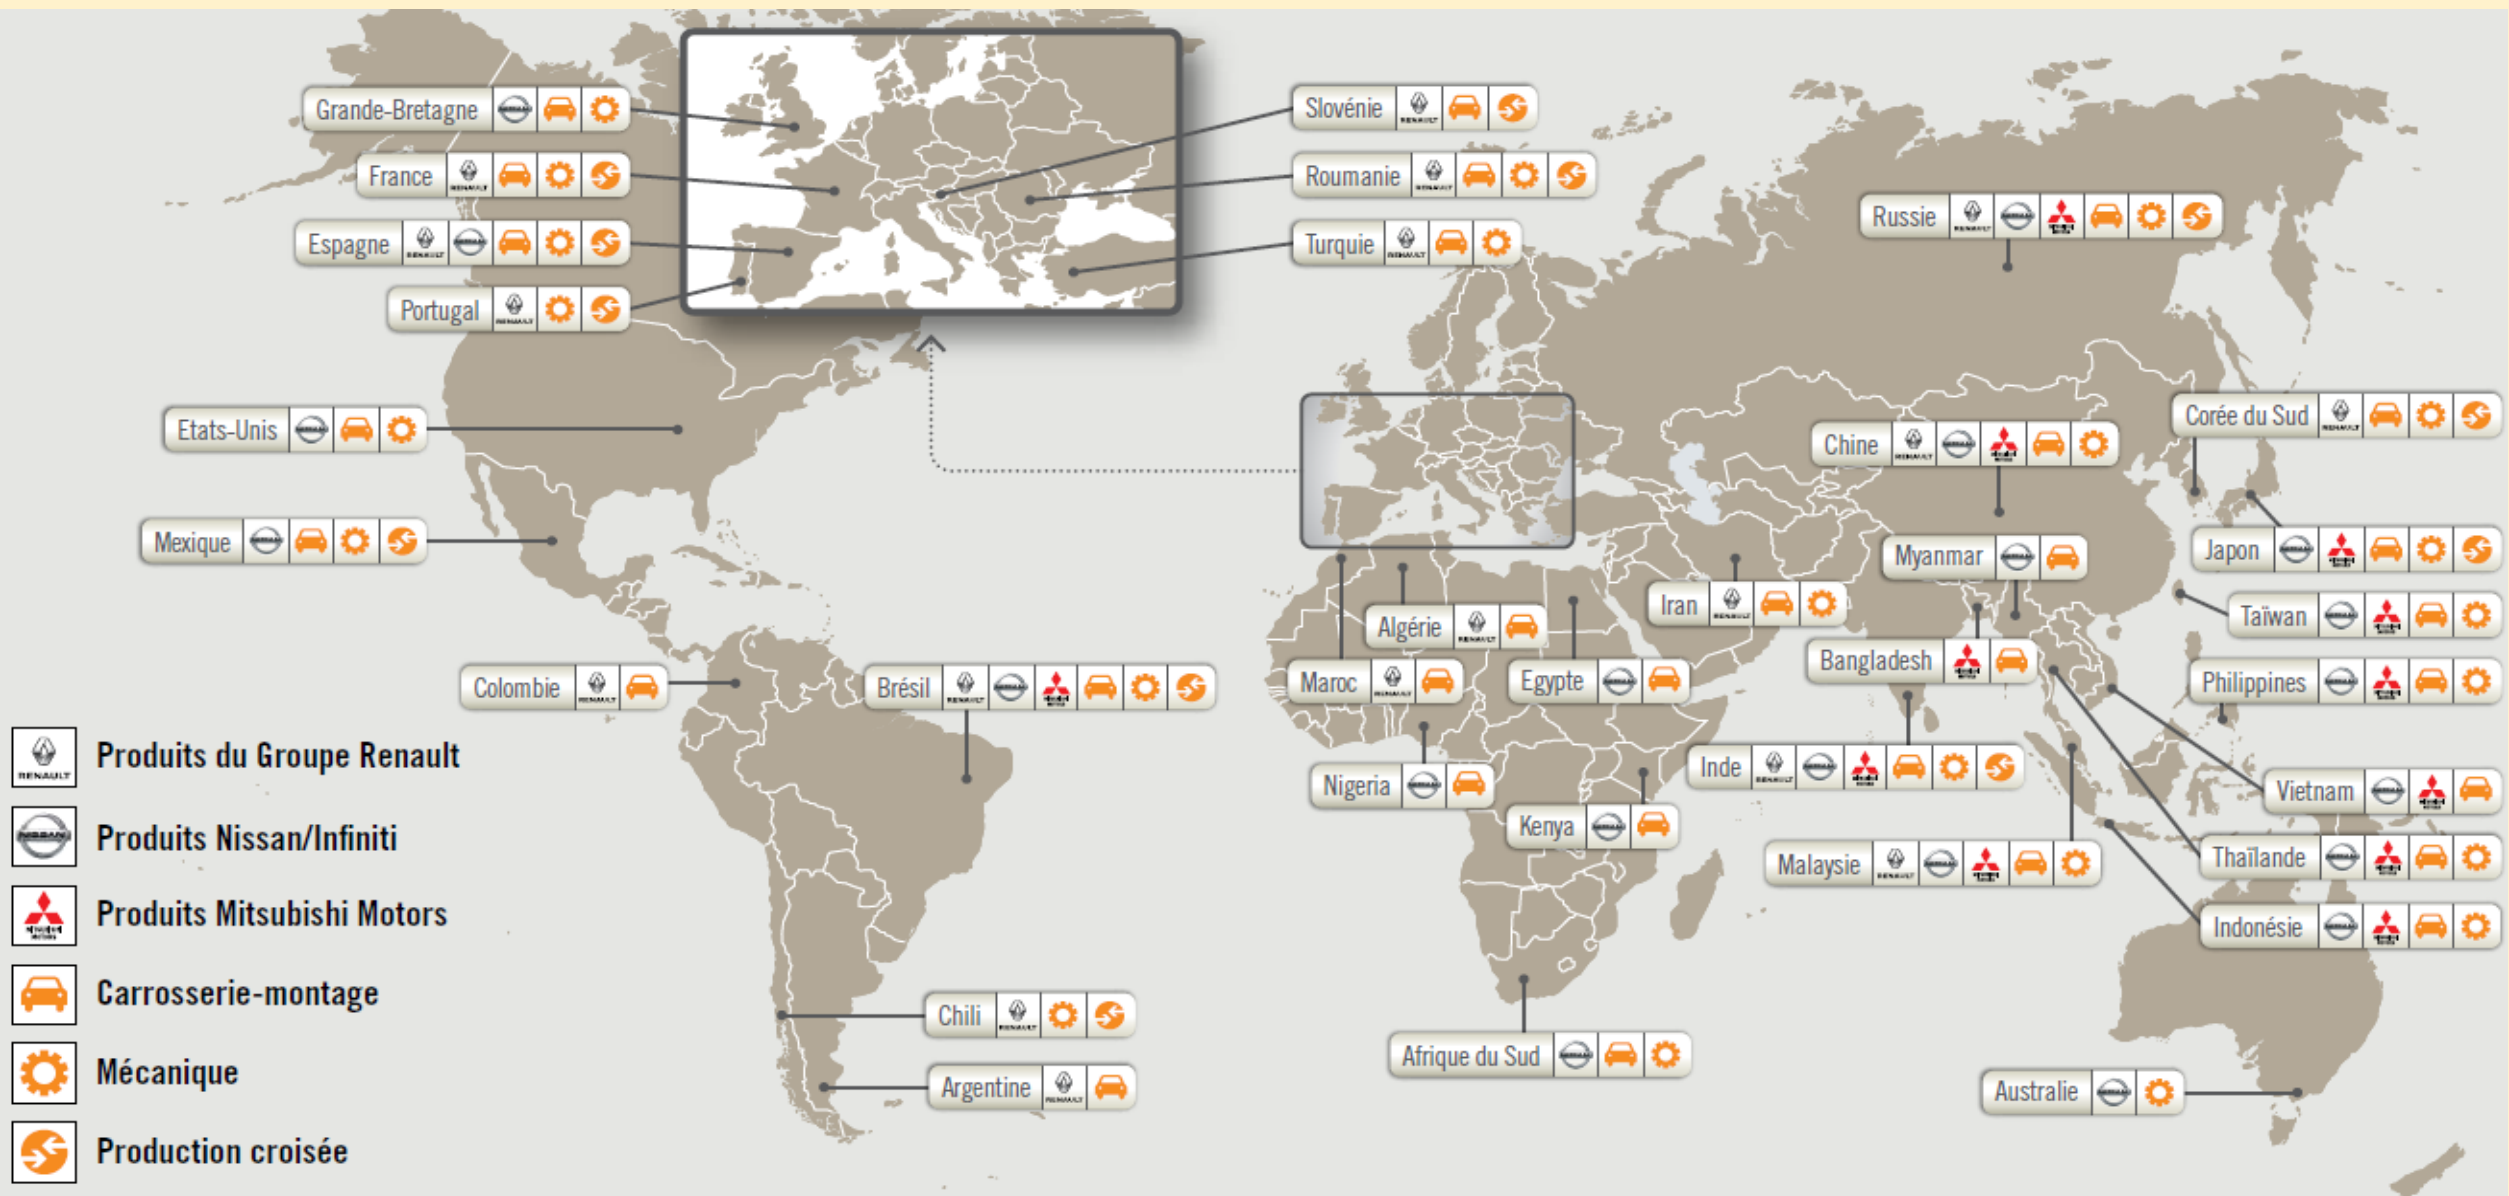 Grande-Bretagne
France
Espagne
Portugal
Slovénie
Roumanie
Turquie
Russie
Etats-Unis
Mexique
Chine
Corée du Sud
Japon
Myanmar
Taïwan
Iran
Algérie
Maroc
Egypte
Bangladesh
Philippines
Colombie
Brésil
Nigeria
Kenya
Inde
Vietnam
Malaysie
Thaïlande
Indonésie
Chili
Argentine
Afrique du Sud
Australie
RENAULT
Produits du Groupe Renault
NISSAN
Produits Nissan/Infiniti
Produits Mitsubishi Motors
Carrosserie-montage
Mécanique
Production croisée